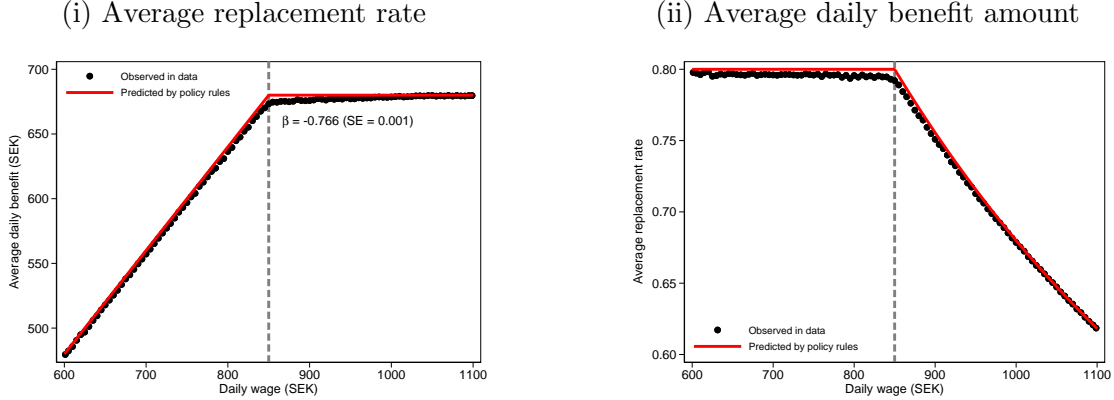 (i) Average replacement rate
700
650
600
550
500
600
700
800
900
1000
1100
Average daily benefit (SEK)
Daily wage (SEK)
Observed in data
Predicted by policy rules
β = -0.766 (SE = 0.001)
(ii) Average daily benefit amount
0.80
0.75
0.70
0.65
0.60
600
700
800
900
1000
1100
Average replacement rate
Daily wage (SEK)
Observed in data
Predicted by policy rules